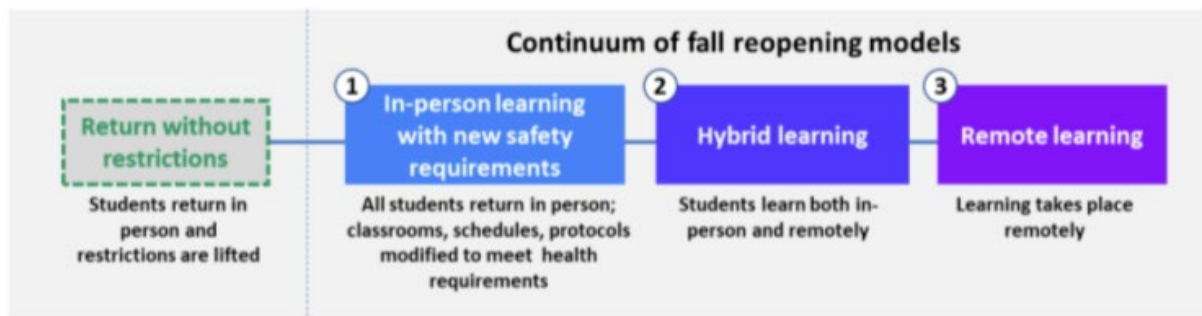 Continuum of fall reopening models
Return without
restrictions
Students return in
person and
restrictions are lifted
1
In-person learning
with new safety
requirements
All students return in person;
classrooms, schedules, protocols
modified to meet health
requirements
2
Hybrid learning
Students learn both in-
person and remotely
3
Remote learning
Learning takes place
remotely